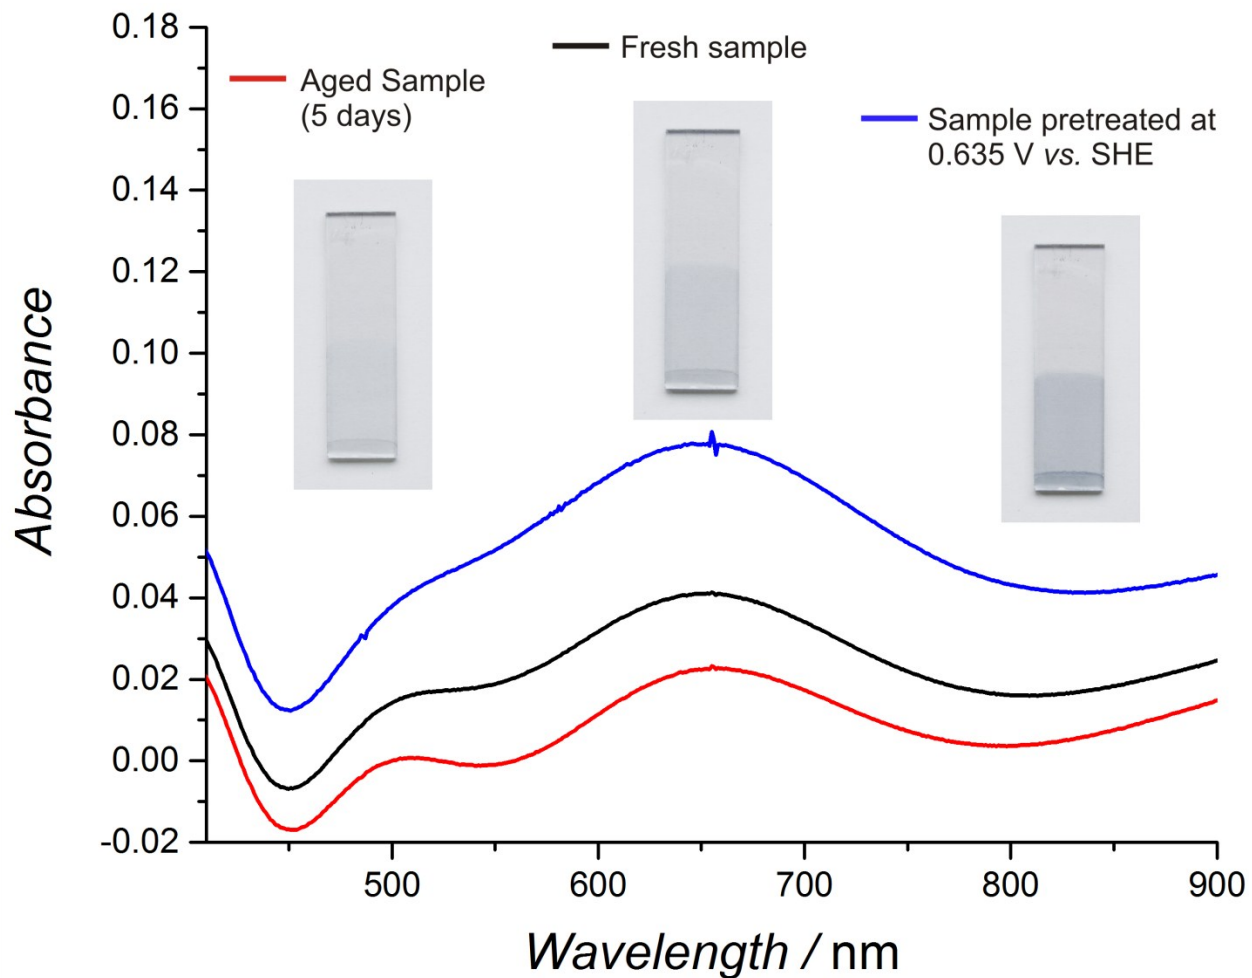 0.18
0.16
0.14
0.12
0.10
0.08
0.06
0.04
0.02
0.00
-0.02
Absorbance
Aged Sample
(5 days)
Fresh sample
Sample pretreated at
0.635 V vs. SHE
500
600
700
800
900
Wavelength / nm